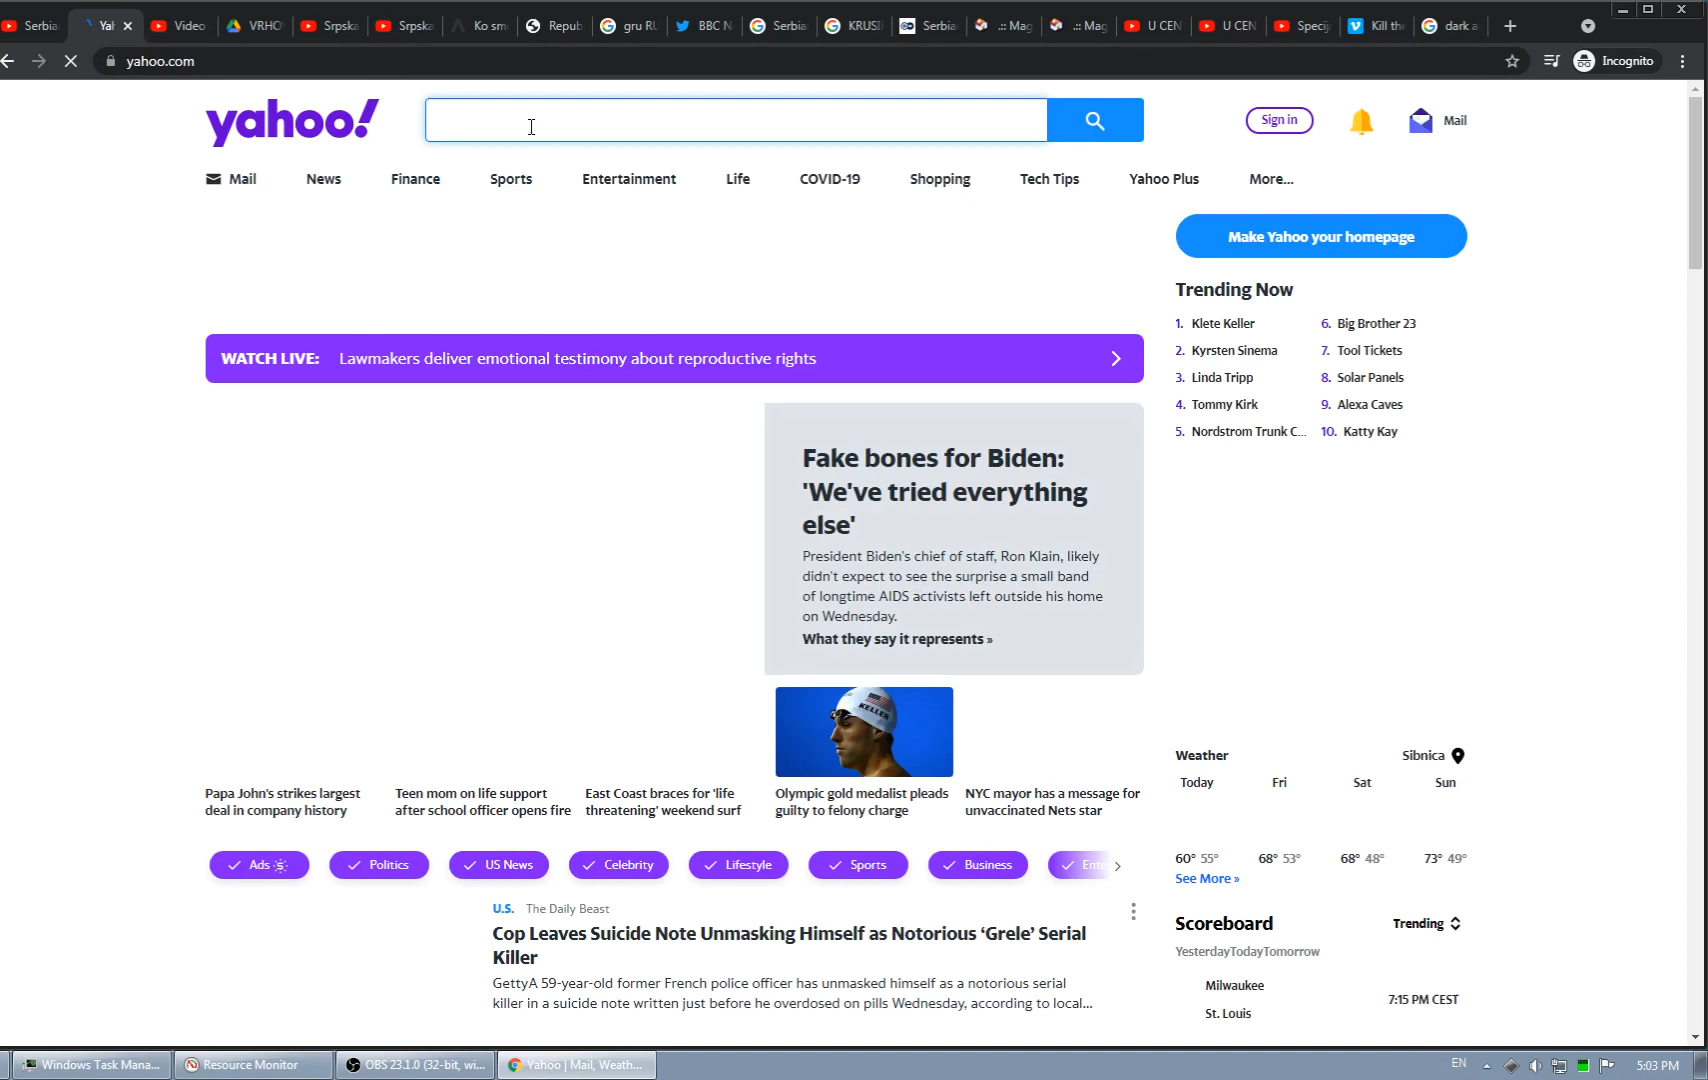 Serbia
Yah
Video
VRHO
Srpska
Srpska
Ko smo
Repub
gru RU
BBC N
Serbia
KRUSI
Serbia
.:: Mag
.:: Mag
U CEN
U CEN
Specij
Kill the
dark a
yahoo.com
Incognito
yahoo!
Sign in
Mail
Mail
News
Finance
Sports
Entertainment
Life
COVID-19
Shopping
Tech Tips
Yahoo Plus
More...
Make Yahoo your homepage
Trending Now
1. Klete Keller
2. Kyrsten Sinema
3. Linda Tripp
4. Tommy Kirk
5. Nordstrom Trunk C...
6. Big Brother 23
7. Tool Tickets
8. Solar Panels
9. Alexa Caves
10. Katty Kay
WATCH LIVE: Lawmakers deliver emotional testimony about reproductive rights
Fake bones for Biden:
'We've tried everything
else'
President Biden's chief of staff, Ron Klain, likely
didn't expect to see the surprise a small band
of longtime AIDS activists left outside his home
on Wednesday.
What they say it represents »
KELLER
Papa John's strikes largest
deal in company history
Teen mom on life support
after school officer opens fire
East Coast braces for 'life
threatening' weekend surf
Olympic gold medalist pleads
guilty to felony charge
NYC mayor has a message for
unvaccinated Nets star
Weather
Sibnica
Today
Fri
Sat
Sun
60° 55°
68° 53°
68° 48°
73° 49°
See More »
Ads
Politics
US News
Celebrity
Lifestyle
Sports
Business
Ente
U.S. The Daily Beast
Cop Leaves Suicide Note Unmasking Himself as Notorious ‘Grele’ Serial
Killer
GettyA 59-year-old former French police officer has unmasked himself as a notorious serial
killer in a suicide note written just before he overdosed on pills Wednesday, according to local...
Scoreboard
Trending
YesterdayTodayTomorrow
Milwaukee
St. Louis
7:15 PM CEST
Windows Task Mana...
Resource Monitor
OBS 23.1.0 (32-bit, wi...
Yahoo | Mail, Weath...
EN
5:03 PM